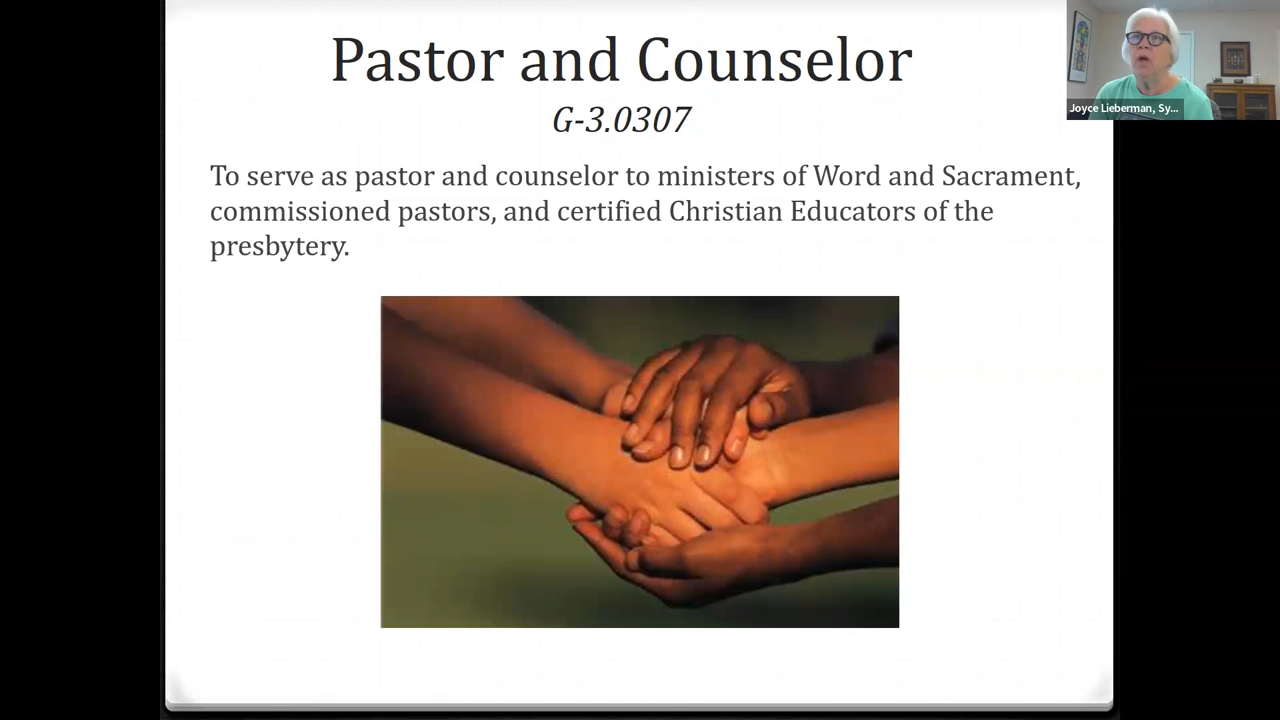 Pastor and Counselor
G-3.0307
To serve as pastor and counselor to ministers of Word and Sacrament,
commissioned pastors, and certified Christian Educators of the
presbytery.
Joyce Lieberman, Sy...